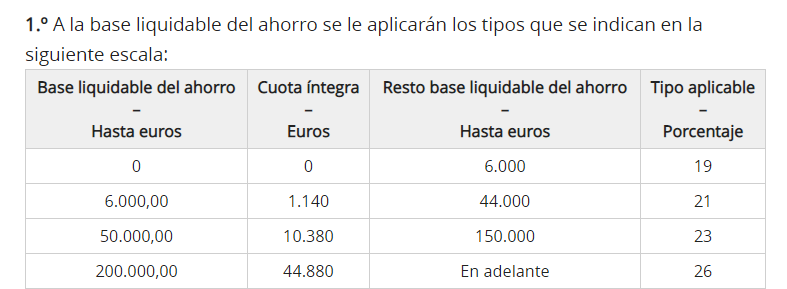 1.º A la base liquidable del ahorro se le aplicarán los tipos que se indican en la
siguiente escala:
Base liquidable del ahorro
–
Hasta euros
Cuota íntegra
–
Euros
Resto base liquidable del ahorro
–
Hasta euros
Tipo aplicable
–
Porcentaje
0 0 6.000 19
6.000,00 1.140 44.000 21
50.000,00 10.380 150.000 23
200.000,00 44.880 En adelante 26